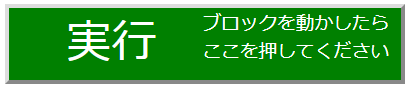 実行
ブロックを動かしたら
ここを押してください